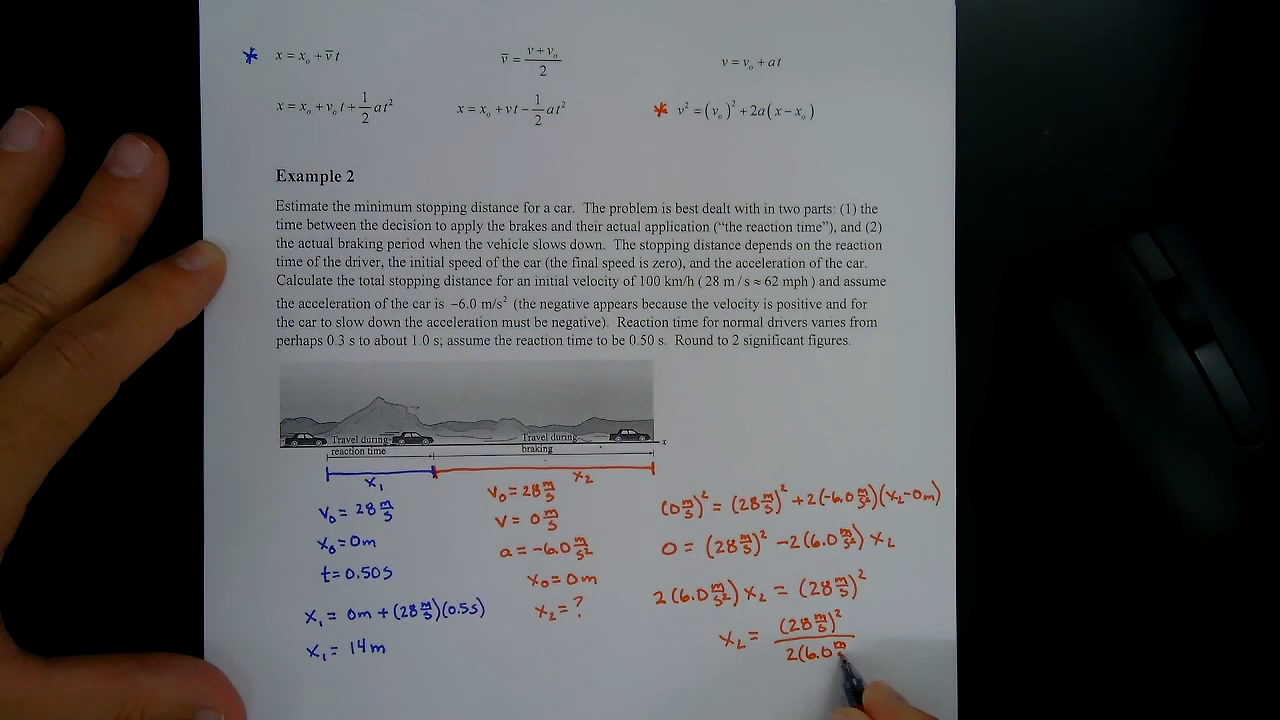 * x = x₀ + v̄ t
v̄ = (v + v₀)/2
v = v₀ + at
x = x₀ + v₀ t + 1/2 at²
x = x₀ + vt − 1/2 at²
* v² = (v₀)² + 2a(x − x₀)
Example 2
Estimate the minimum stopping distance for a car. The problem is best dealt with in two parts: (1) the
time between the decision to apply the brakes and their actual application ("the reaction time"), and (2)
the actual braking period when the vehicle slows down. The stopping distance depends on the reaction
time of the driver, the initial speed of the car (the final speed is zero), and the acceleration of the car.
Calculate the total stopping distance for an initial velocity of 100 km/h ( 28 m / s ≈ 62 mph ) and assume
the acceleration of the car is −6.0 m/s² (the negative appears because the velocity is positive and for
the car to slow down the acceleration must be negative). Reaction time for normal drivers varies from
perhaps 0.3 s to about 1.0 s; assume the reaction time to be 0.50 s. Round to 2 significant figures.
Travel during
reaction time
Travel during
braking
x
x₁
x₂
v₀ = 28 m/s
x₀ = 0m
t = 0.50s
x₁ = 0m + (28 m/s)(0.5s)
x₁ = 14m
v₀ = 28 m/s
v = 0 m/s
a = −6.0 m/s²
x₀ = 0m
x₂ = ?
(0 m/s)² = (28 m/s)² + 2(−6.0 m/s²)(x₂−0m)
0 = (28 m/s)² − 2(6.0 m/s²) x₂
2(6.0 m/s²) x₂ = (28 m/s)²
x₂ = (28 m/s)²
2(6.0 m